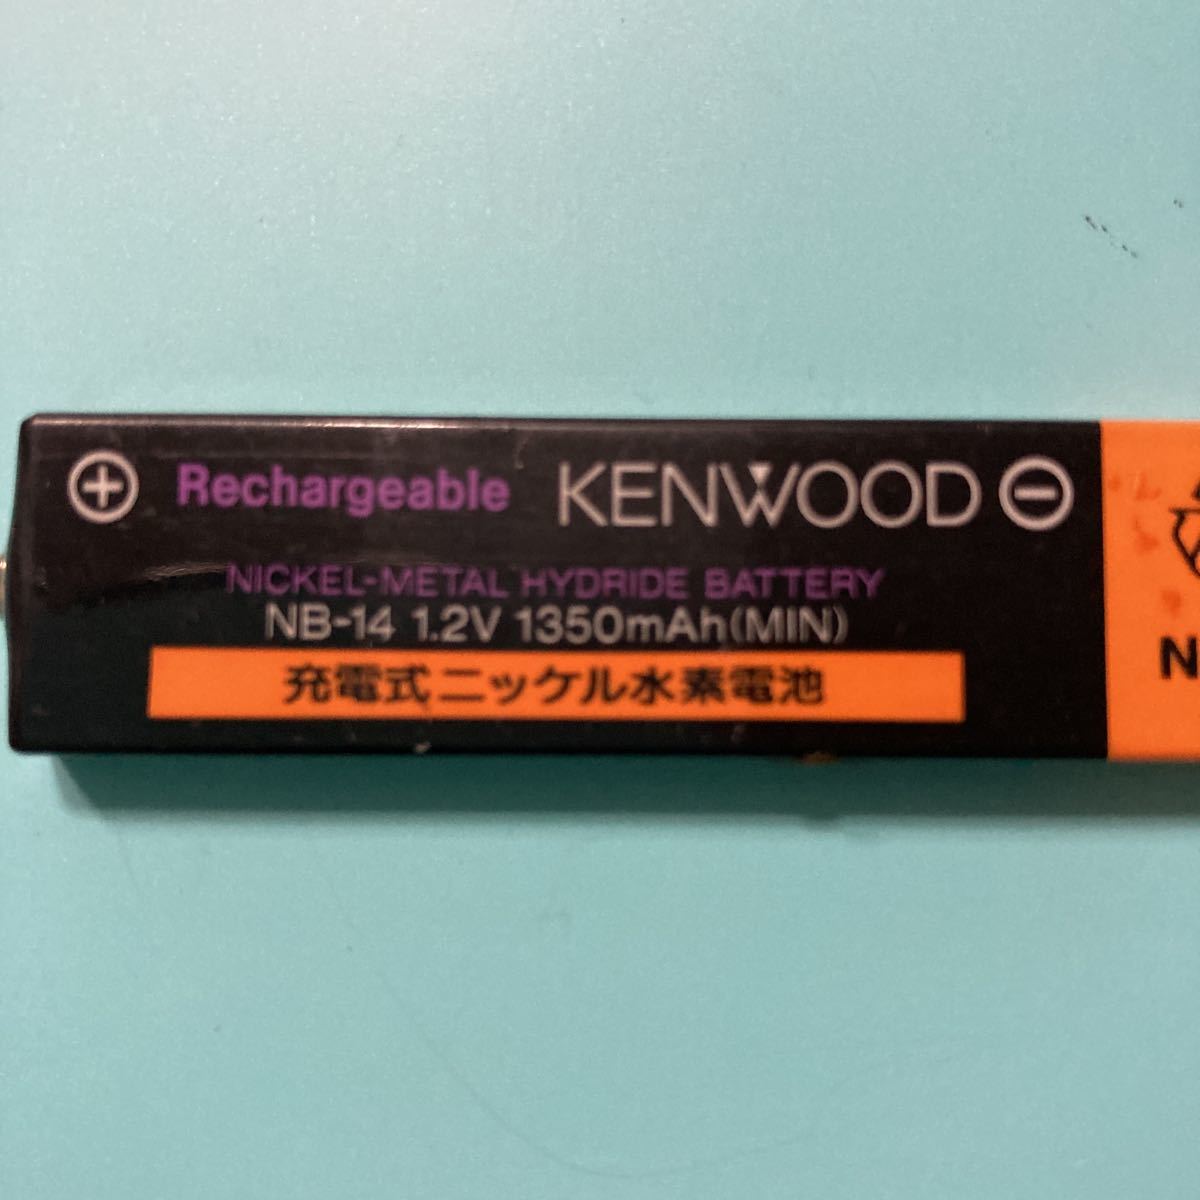 ⊕ Rechargeable KENWOOD ⊖
NICKEL-METAL HYDRIDE BATTERY
NB-14 1.2V 1350mAh(MIN)
充電式ニッケル水素電池